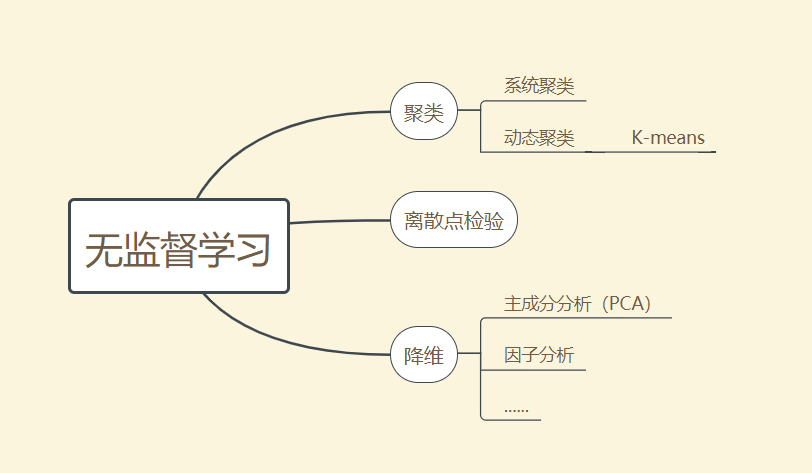 无监督学习
聚类
系统聚类
动态聚类
K-means
离散点检验
降维
主成分分析（PCA）
因子分析
......